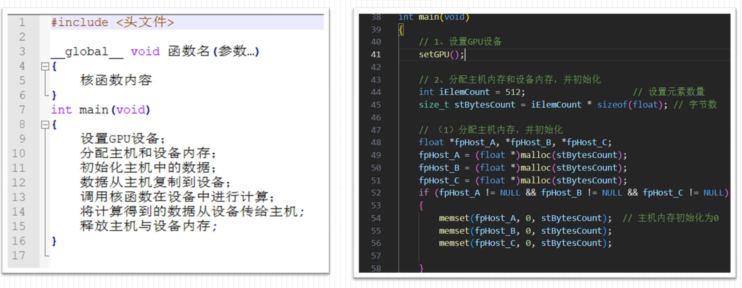 1 #include <头文件>
2
3 __global__ void 函数名(参数…)
4 {
5 核函数内容
6 }
7 int main(void)
8 {
9 设置GPU设备;
10 分配主机和设备内存;
11 初始化主机中的数据;
12 数据从主机复制到设备;
13 调用核函数在设备中进行计算;
14 将计算得到的数据从设备传给主机;
15 释放主机与设备内存;
16 }
17
38 int main(void)
39 {
40 // 1、设置GPU设备
41 setGPU();
42
43 // 2、分配主机内存和设备内存，并初始化
44 int iElemCount = 512; // 设置元素数量
45 size_t stBytesCount = iElemCount * sizeof(float); // 字节数
46
47 // （1）分配主机内存，并初始化
48 float *fpHost_A, *fpHost_B, *fpHost_C;
49 fpHost_A = (float *)malloc(stBytesCount);
50 fpHost_B = (float *)malloc(stBytesCount);
51 fpHost_C = (float *)malloc(stBytesCount);
52 if (fpHost_A != NULL && fpHost_B != NULL && fpHost_C != NULL)
53 {
54 memset(fpHost_A, 0, stBytesCount); // 主机内存初始化为0
55 memset(fpHost_B, 0, stBytesCount);
56 memset(fpHost_C, 0, stBytesCount);
57
58 }